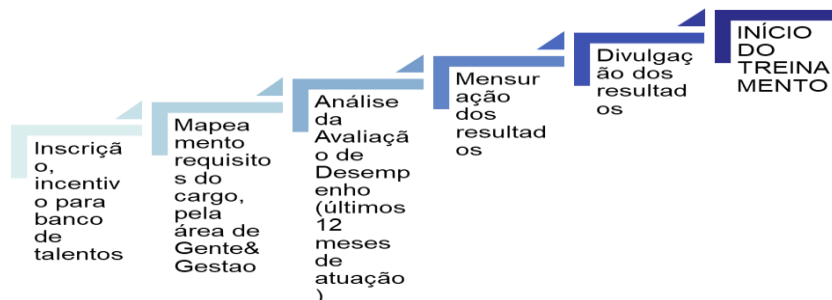 Inscriçã
o,
incentiv
o para
banco
de
talentos
Mapea
mento
requisito
s do
cargo,
pela
área de
Gente&
Gestao
Análise
da
Avaliaçã
o de
Desemp
enho
(últimos
12
meses
de
atuação
)
Mensur
ação
dos
resultad
os
Divulgaç
ão dos
resultad
os
INÍCIO
DO
TREINA
MENTO